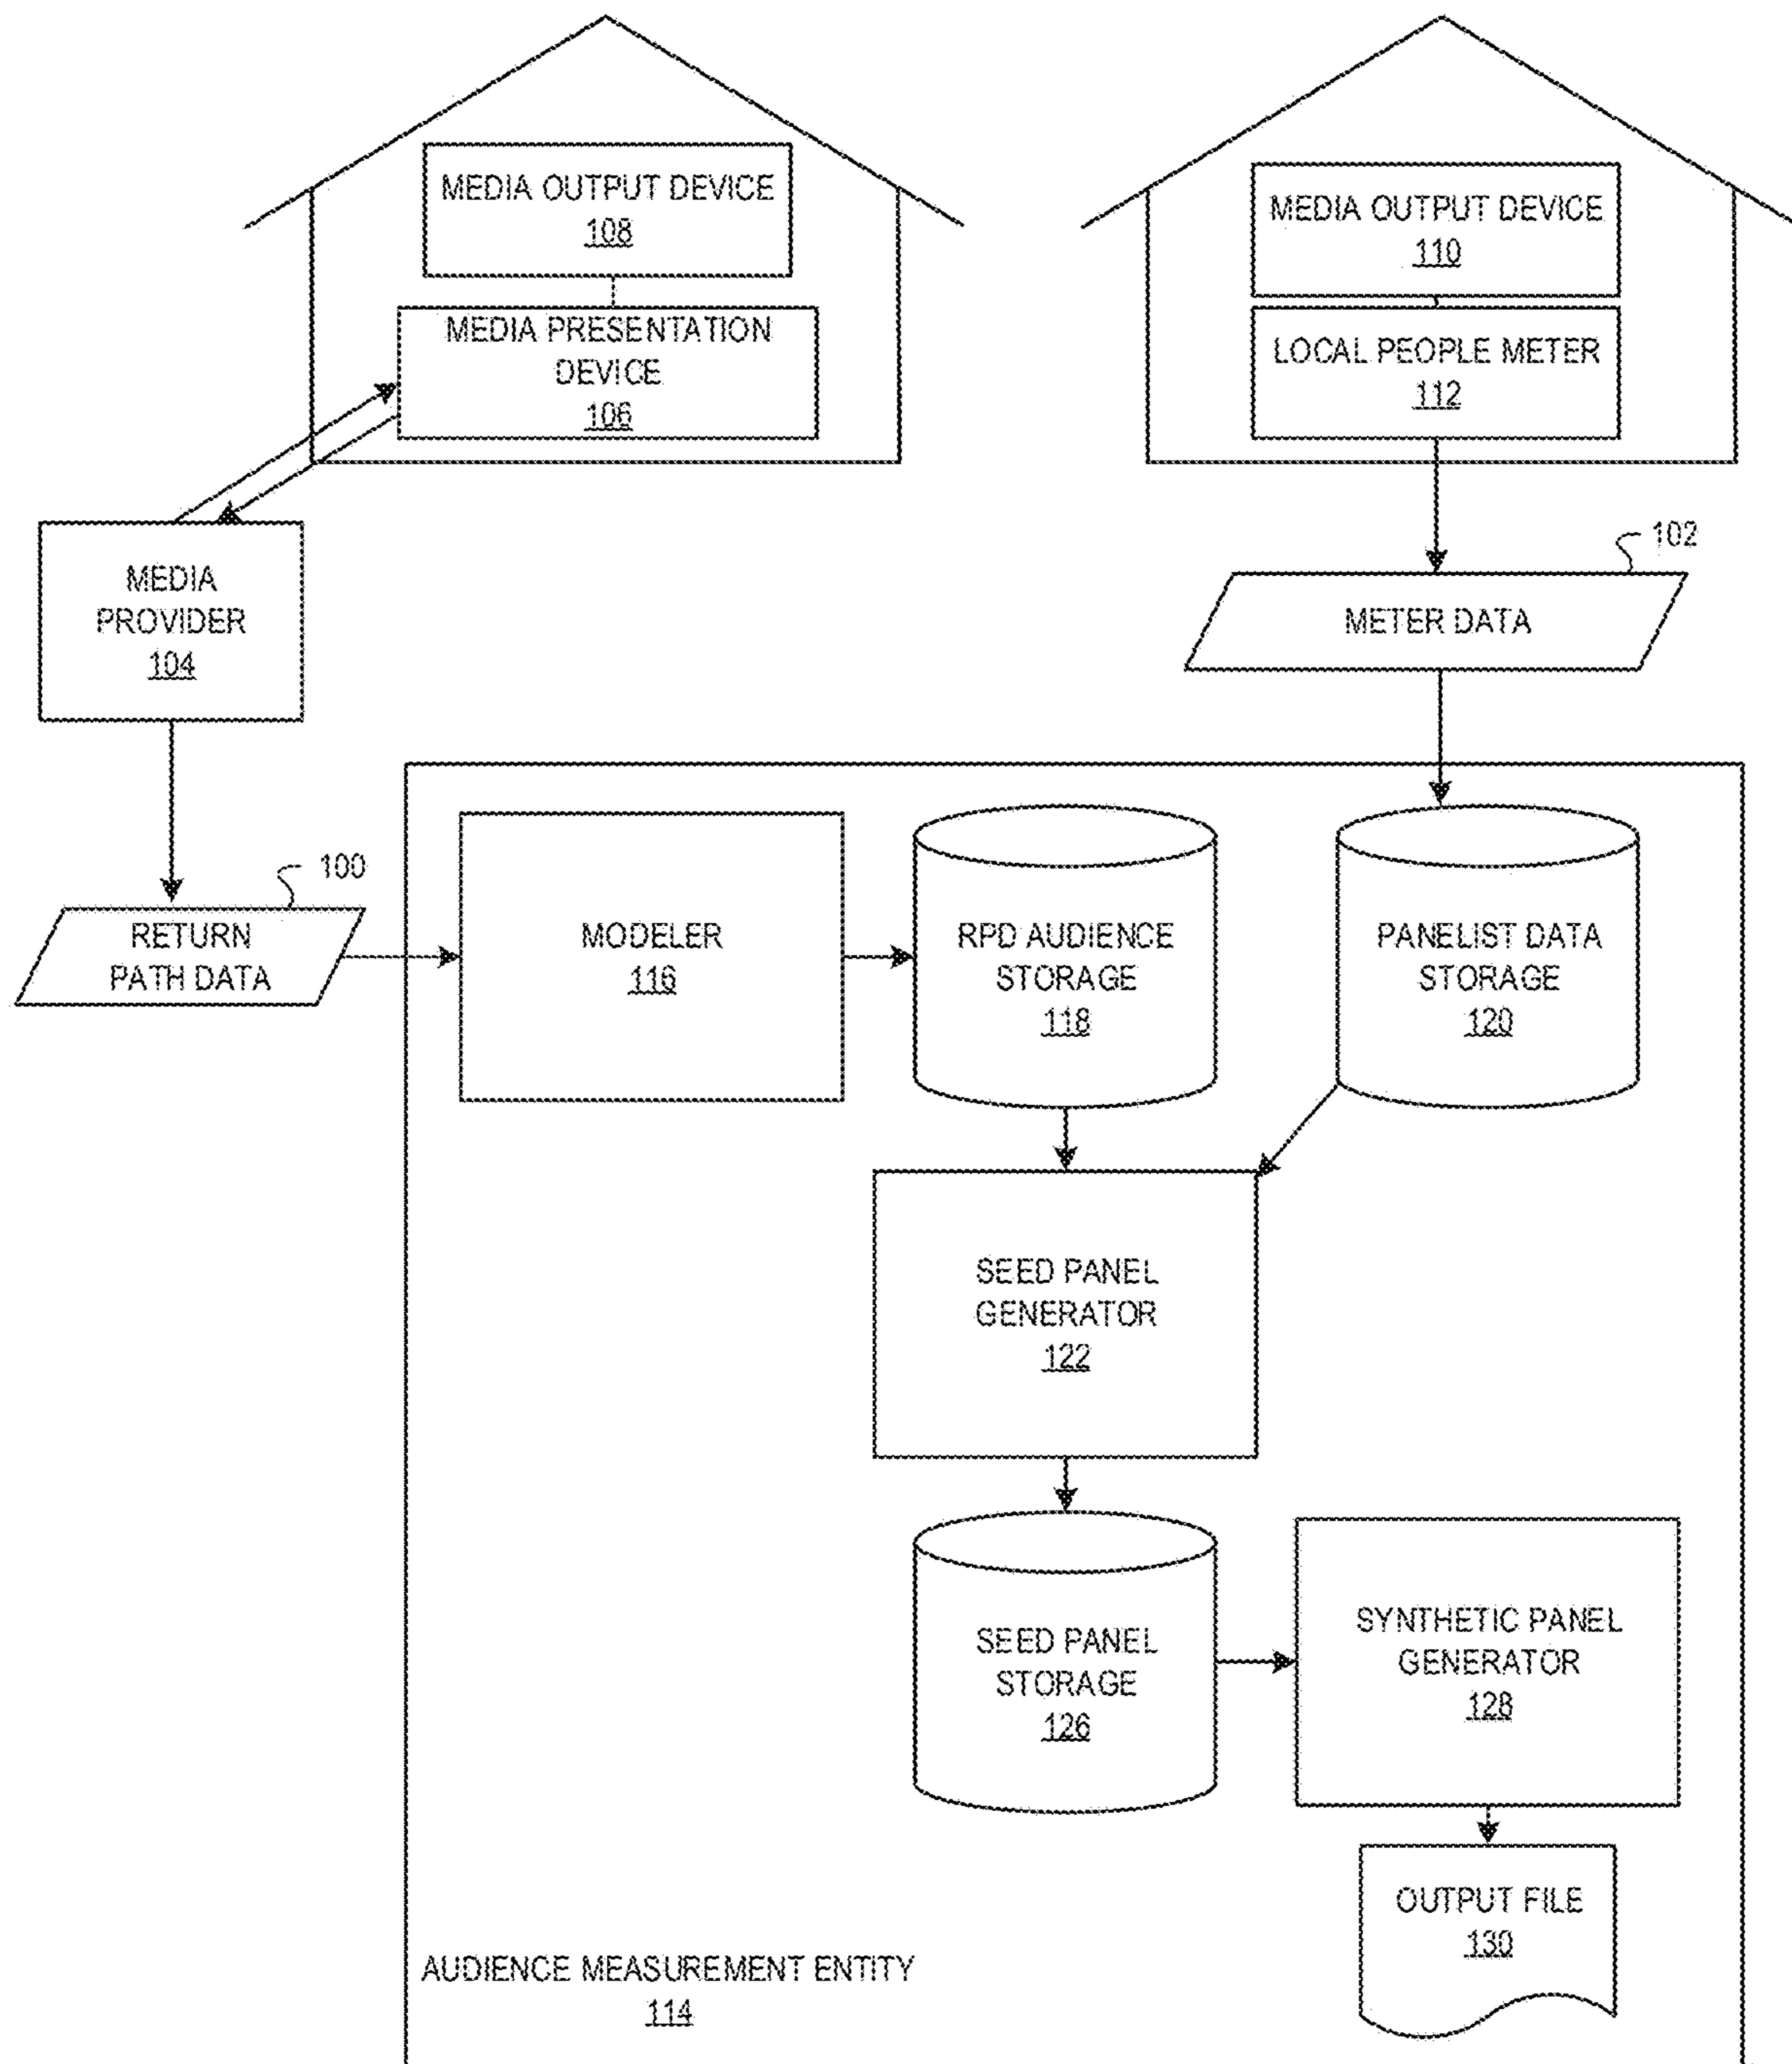 MEDIA OUTPUT DEVICE
108
MEDIA PRESENTATION
DEVICE
106
MEDIA OUTPUT DEVICE
110
LOCAL PEOPLE METER
112
MEDIA
PROVIDER
104
102
METER DATA
100
RETURN
PATH DATA
MODELER
116
RPD AUDIENCE
STORAGE
118
PANELIST DATA
STORAGE
120
SEED PANEL
GENERATOR
122
SEED PANEL
STORAGE
126
SYNTHETIC PANEL
GENERATOR
128
OUTPUT FILE
130
AUDIENCE MEASUREMENT ENTITY
114